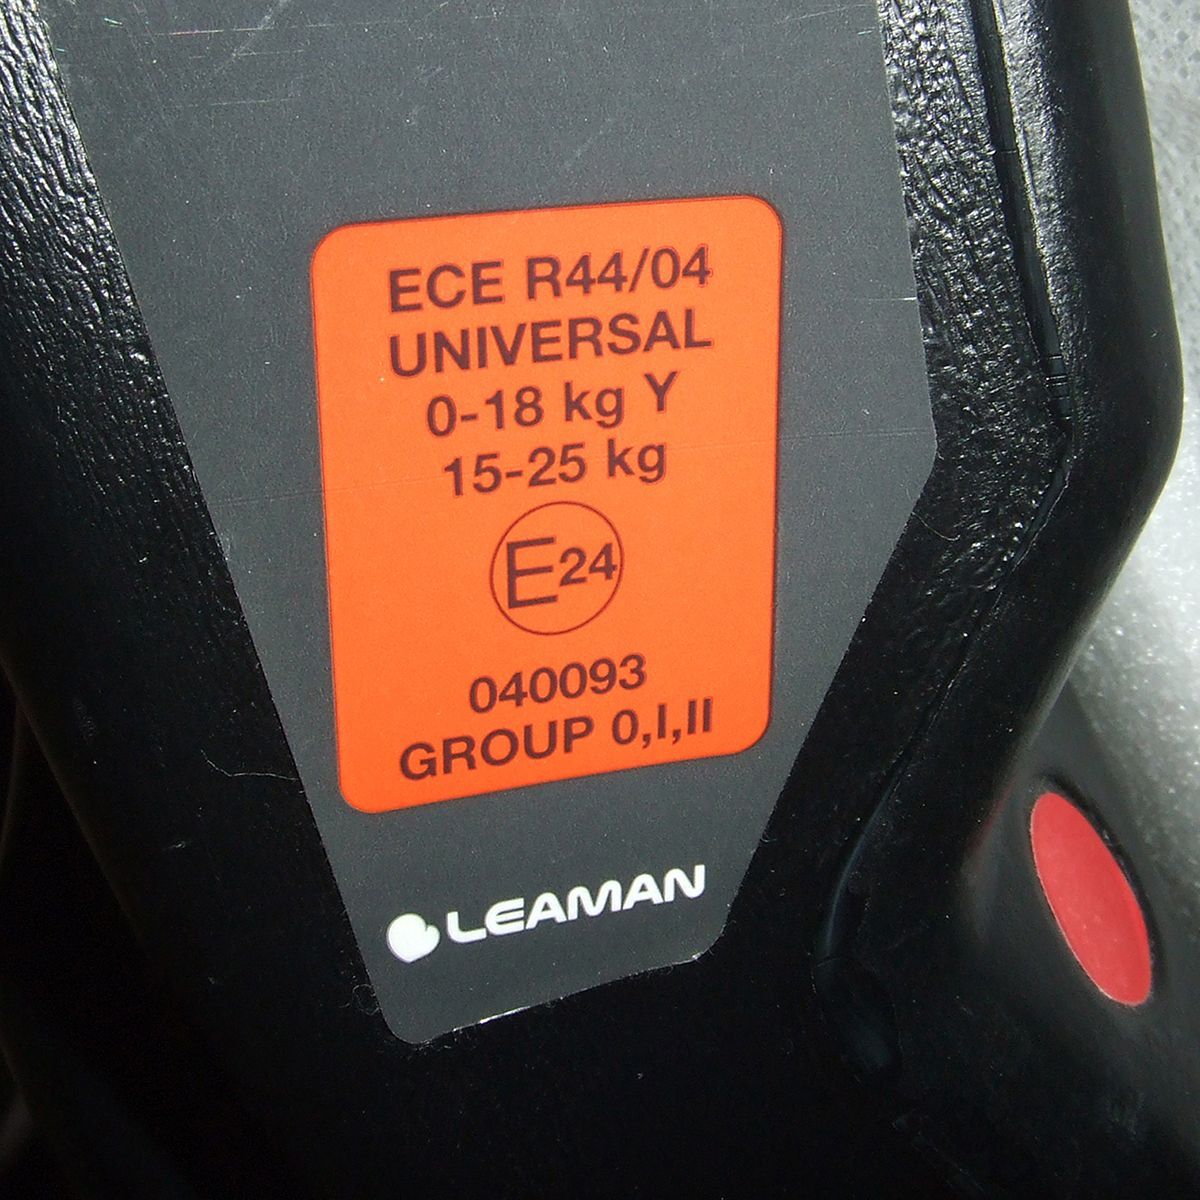 ECE R44/04
UNIVERSAL
0-18 kg Y
15-25 kg
E24
040093
GROUP 0,I,II
LEAMAN